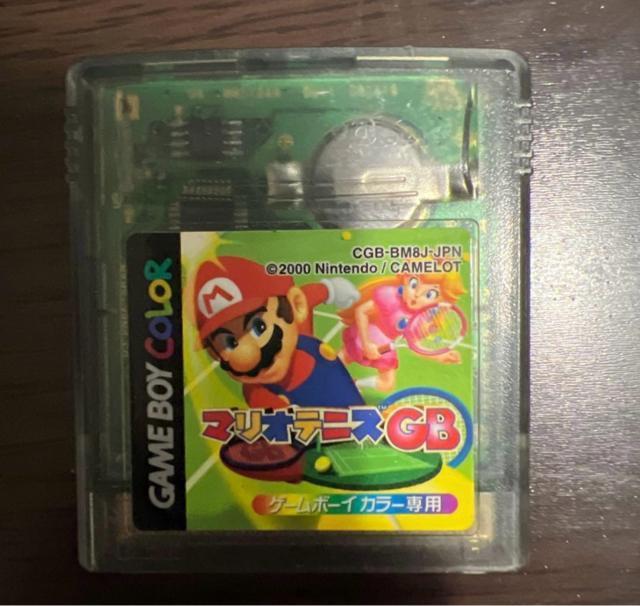 CGB-BM8J-JPN
©2000 Nintendo / CAMELOT
GAME BOY COLOR
M
マリオテニスGB
TM
ゲームボーイ カラー専用